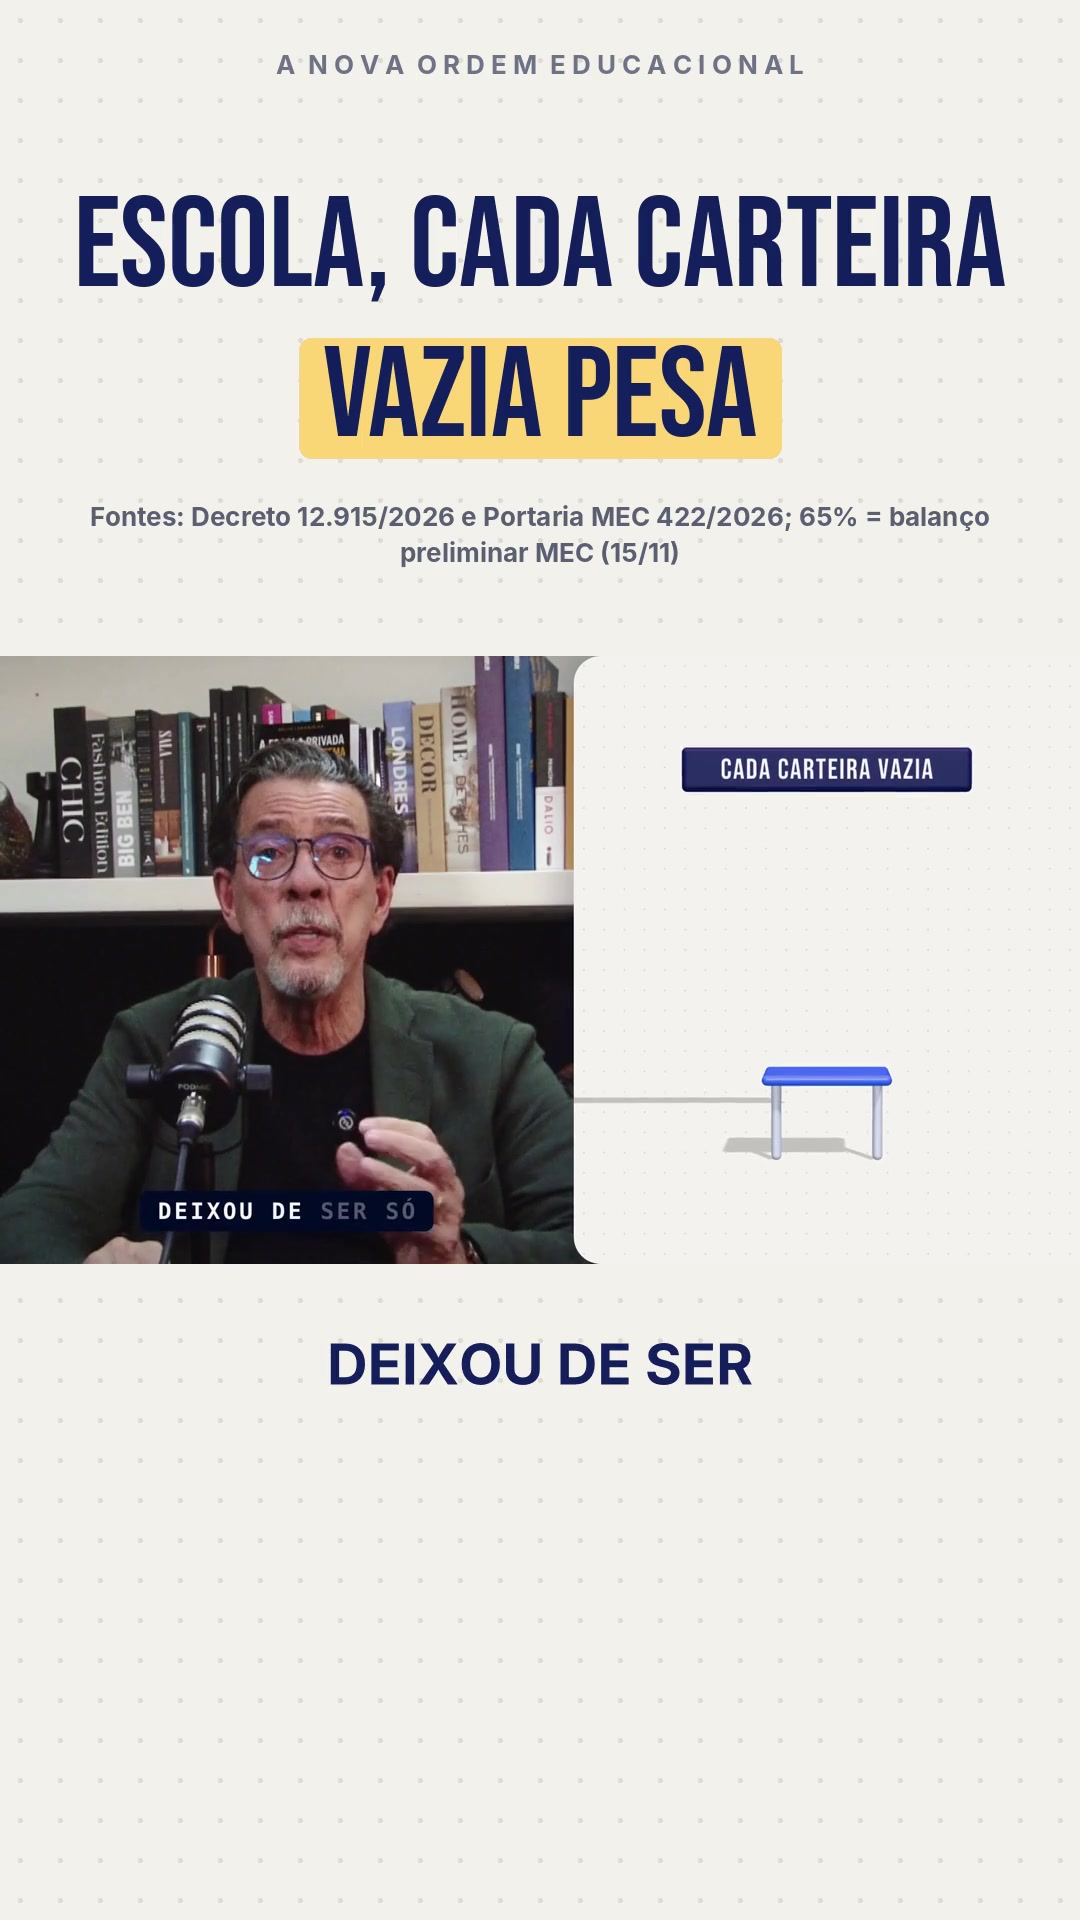 A NOVA ORDEM EDUCACIONAL
ESCOLA, CADA CARTEIRA
VAZIA PESA
Fontes: Decreto 12.915/2026 e Portaria MEC 422/2026; 65% = balanço
preliminar MEC (15/11)
CHIC
Fashion Edition
BIG BEN
LONDRES
DECOR
HOME
DALIO
PODMIC
CADA CARTEIRA VAZIA
DEIXOU DE SER SÓ
DEIXOU DE SER